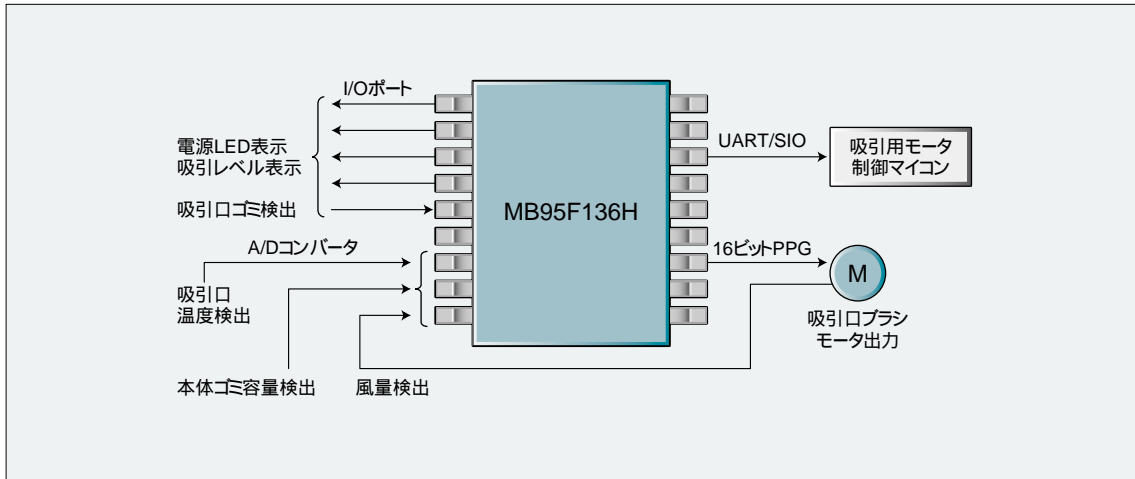 I/Oポート
電源LED表示
吸引レベル表示
吸引口ゴミ検出
A/Dコンバータ
吸引口
温度検出
本体ゴミ容量検出
風量検出
MB95F136H
UART/SIO
吸引用モータ
制御マイコン
16ビットPPG
M
吸引口ブラシ
モータ出力